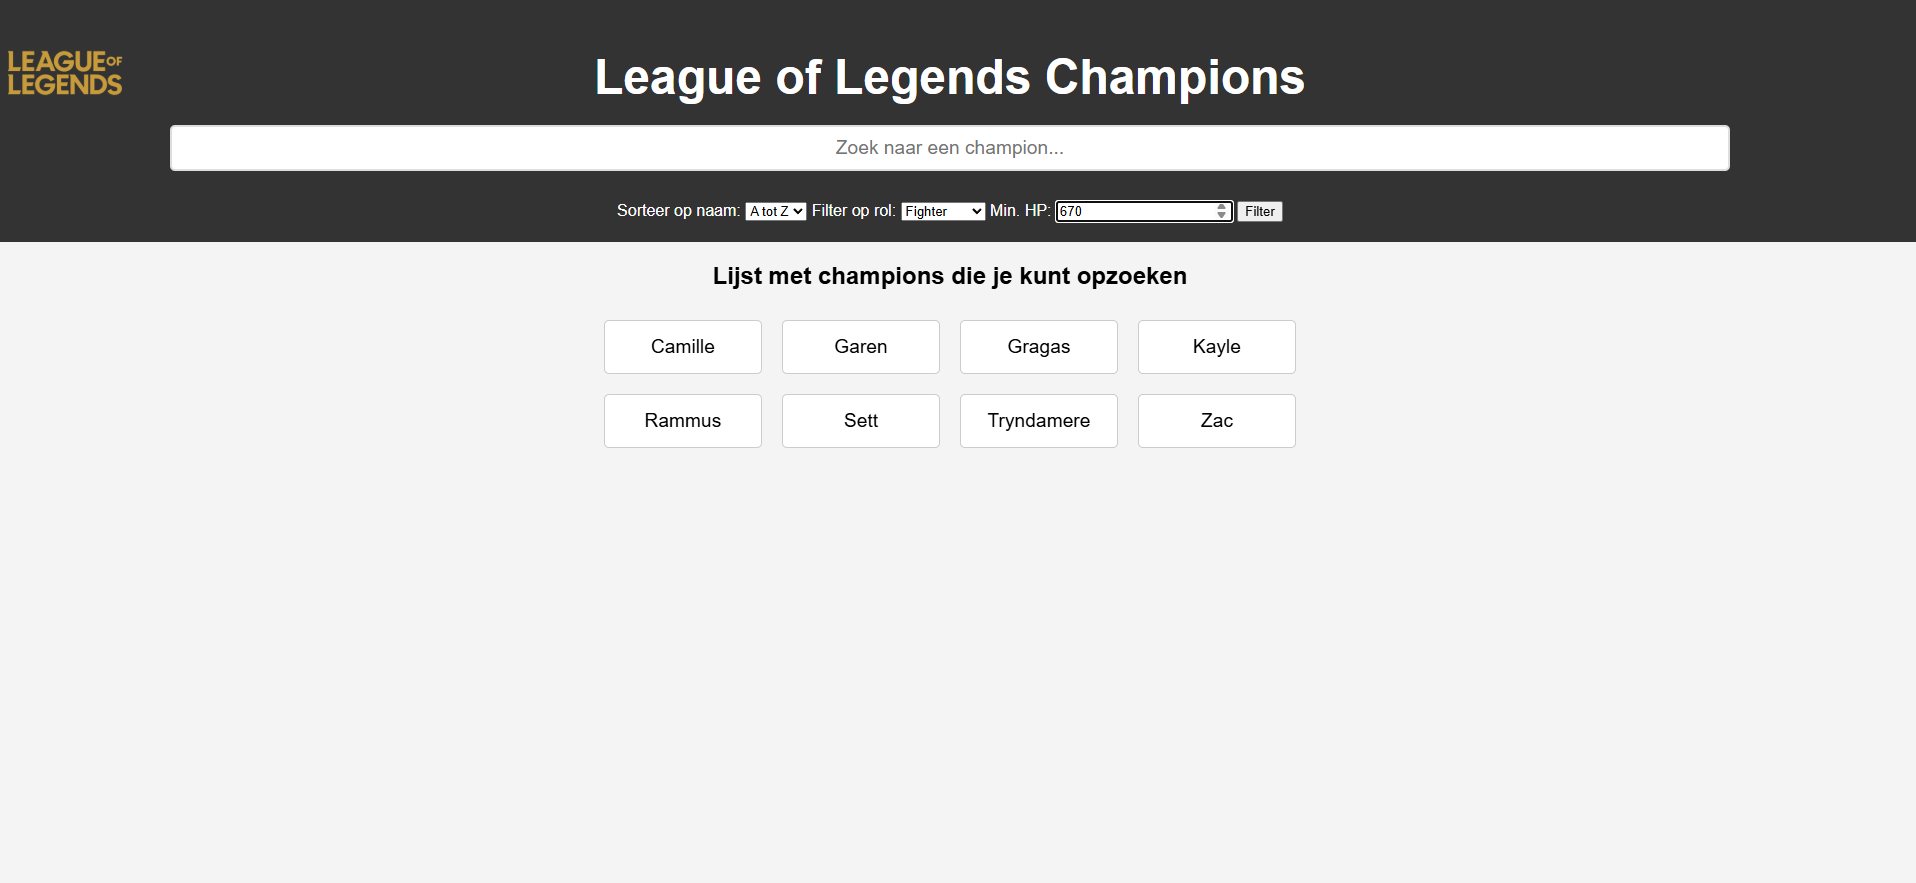 LEAGUE OF
LEGENDS
League of Legends Champions
Zoek naar een champion...
Sorteer op naam: A tot Z Filter op rol: Fighter Min. HP: 670 Filter
Lijst met champions die je kunt opzoeken
Camille Garen Gragas Kayle
Rammus Sett Tryndamere Zac